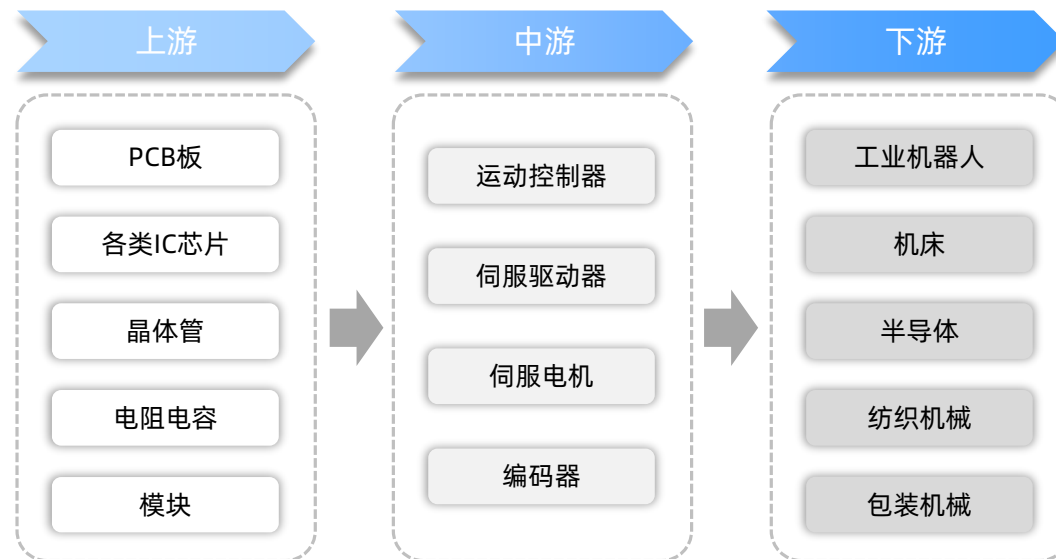 上游
中游
下游
PCB板
各类IC芯片
晶体管
电阻电容
模块
运动控制器
伺服驱动器
伺服电机
编码器
工业机器人
机床
半导体
纺织机械
包装机械